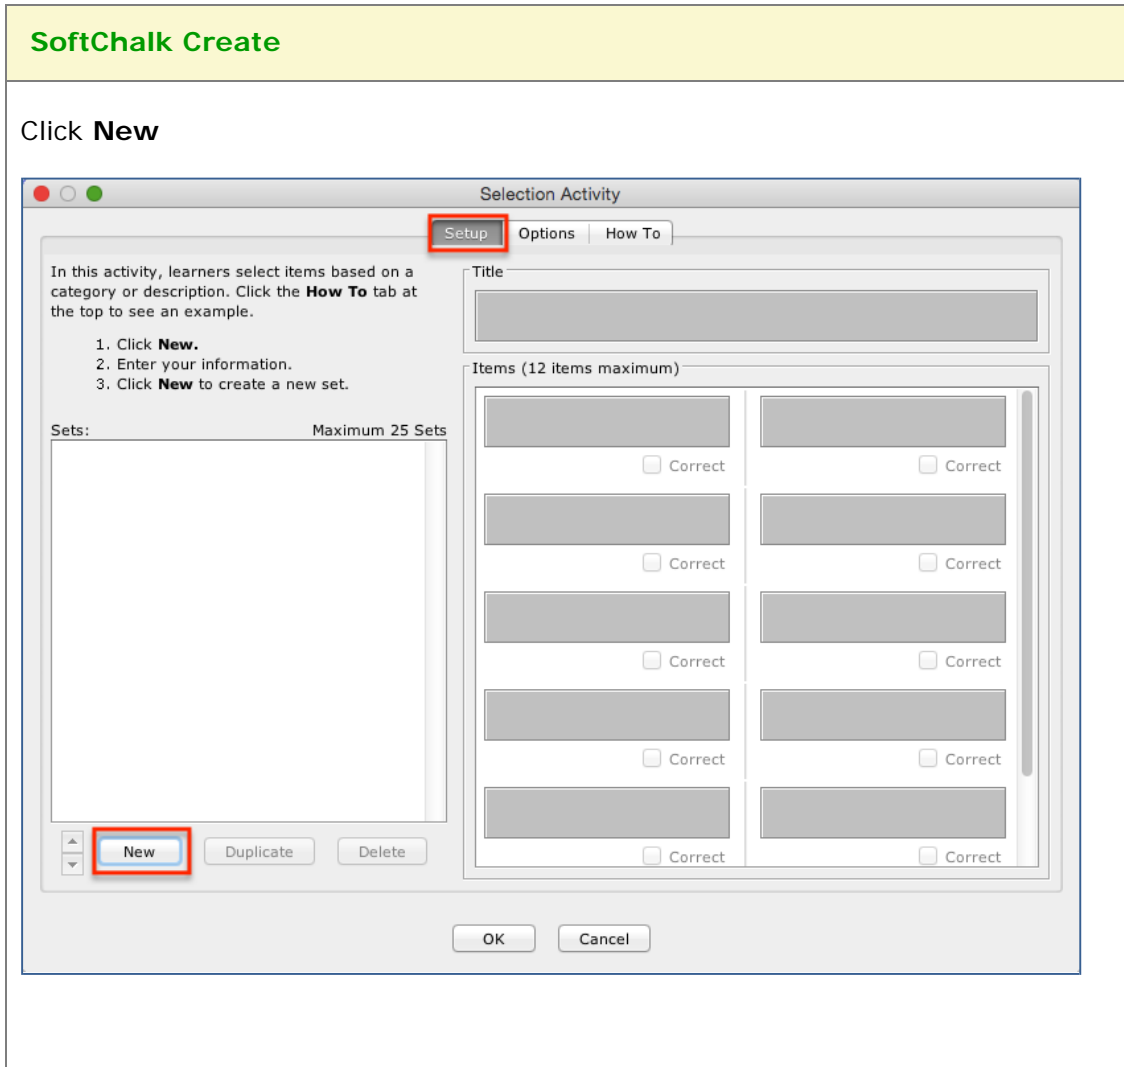 SoftChalk Create
Click New
Selection Activity
Setup Options How To
In this activity, learners select items based on a
category or description. Click the How To tab at
the top to see an example.
1. Click New.
2. Enter your information.
3. Click New to create a new set.
Sets: Maximum 25 Sets
New Duplicate Delete
Title
Items (12 items maximum)
Correct Correct
Correct Correct
Correct Correct
Correct Correct
Correct Correct
OK Cancel